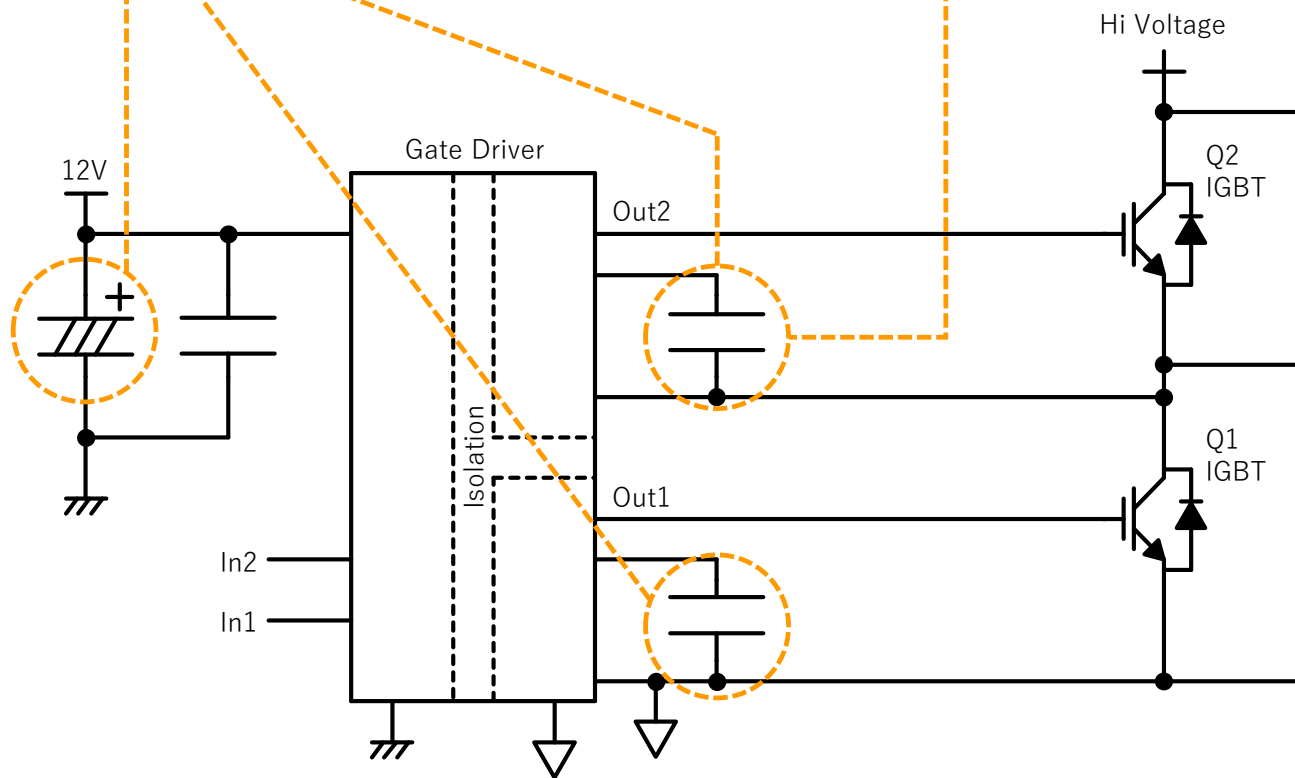 Hi Voltage
Gate Driver
12V
Q2
IGBT
Out2
+
Isolation
Q1
IGBT
Out1
In2
In1